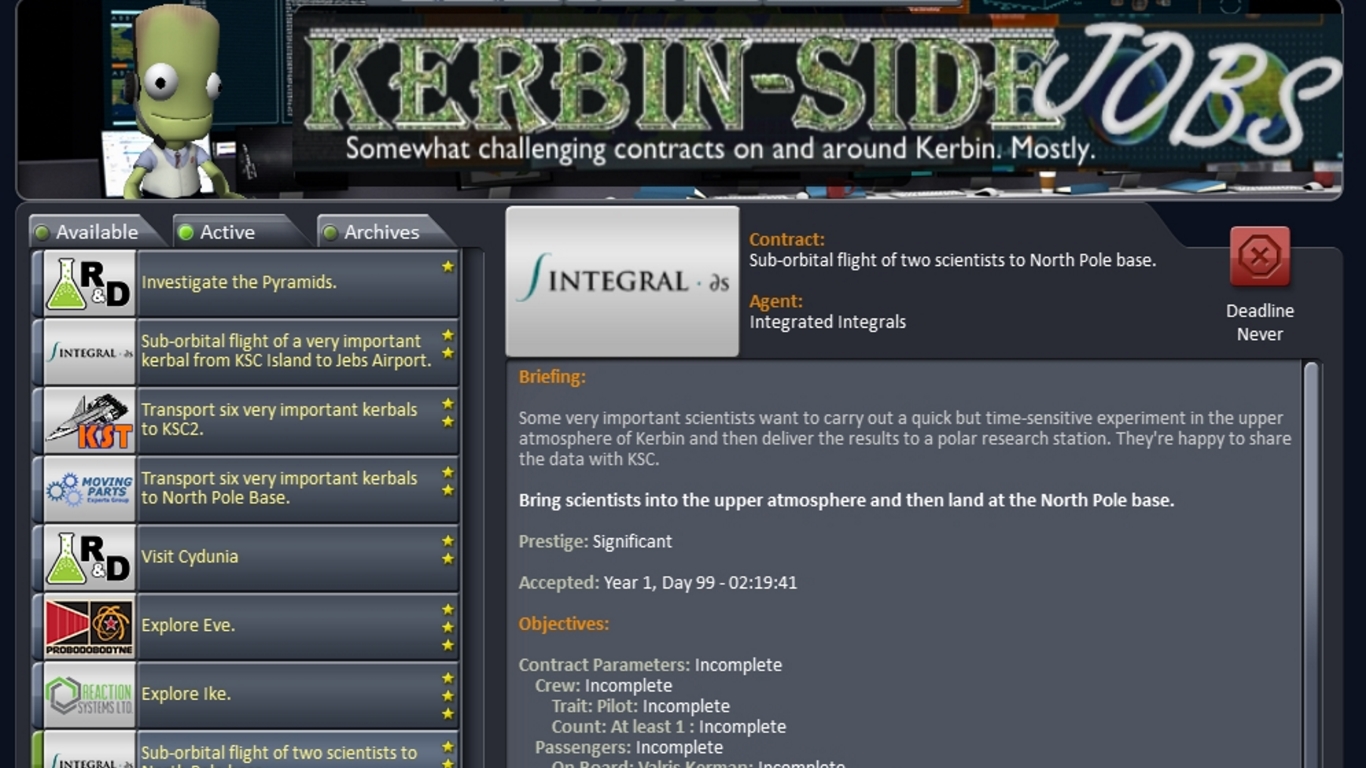 KERBIN-SIDE JOBS
Somewhat challenging contracts on and around Kerbin. Mostly.
Available
Active
Archives
R&D
Investigate the Pyramids.
∫INTEGRAL · ∂s
Sub-orbital flight of a very important
kerbal from KSC Island to Jebs Airport.
KST
Transport six very important kerbals
to KSC2.
MOVING
PARTS
Experts Group
Transport six very important kerbals
to North Pole Base.
R&D
Visit Cydunia
PROBODOBODYNE
Explore Eve.
REACTION
SYSTEMS LTD.
Explore Ike.
∫INTEGRAL · ∂s
Sub-orbital flight of two scientists to
∫INTEGRAL · ∂s
Contract:
Sub-orbital flight of two scientists to North Pole base.
Agent:
Integrated Integrals
Deadline
Never
Briefing:
Some very important scientists want to carry out a quick but time-sensitive experiment in the upper
atmosphere of Kerbin and then deliver the results to a polar research station. They're happy to share
the data with KSC.
Bring scientists into the upper atmosphere and then land at the North Pole base.
Prestige: Significant
Accepted: Year 1, Day 99 - 02:19:41
Objectives:
Contract Parameters: Incomplete
Crew: Incomplete
Trait: Pilot: Incomplete
Count: At least 1 : Incomplete
Passengers: Incomplete
On Board: Valris Kerman: Incomplete